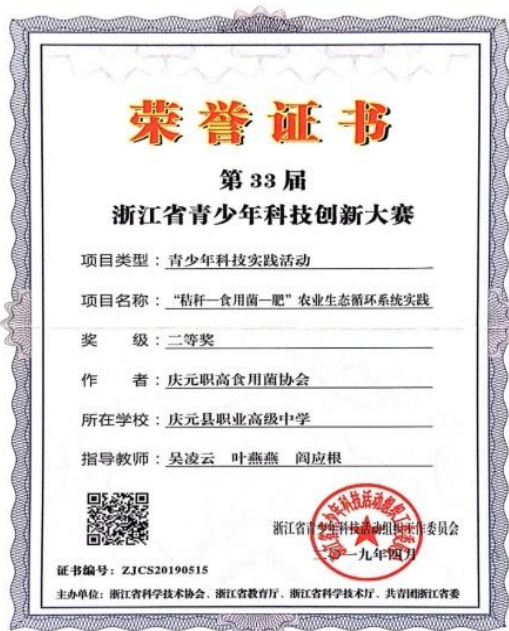 荣誉证书
第33届
浙江省青少年科技创新大赛
项目类型：青少年科技实践活动
项目名称：“秸秆—食用菌—肥”农业生态循环系统实践
奖 级：二等奖
作 者：庆元职高食用菌协会
所在学校：庆元县职业高级中学
指导教师：吴凌云 叶燕燕 阎应根
浙江省青少年科技活动组织工作委员会
二〇一九年四月
证书编号：ZJCS20190515
主办单位：浙江省科学技术协会、浙江省教育厅、浙江省科学技术厅、共青团浙江省委